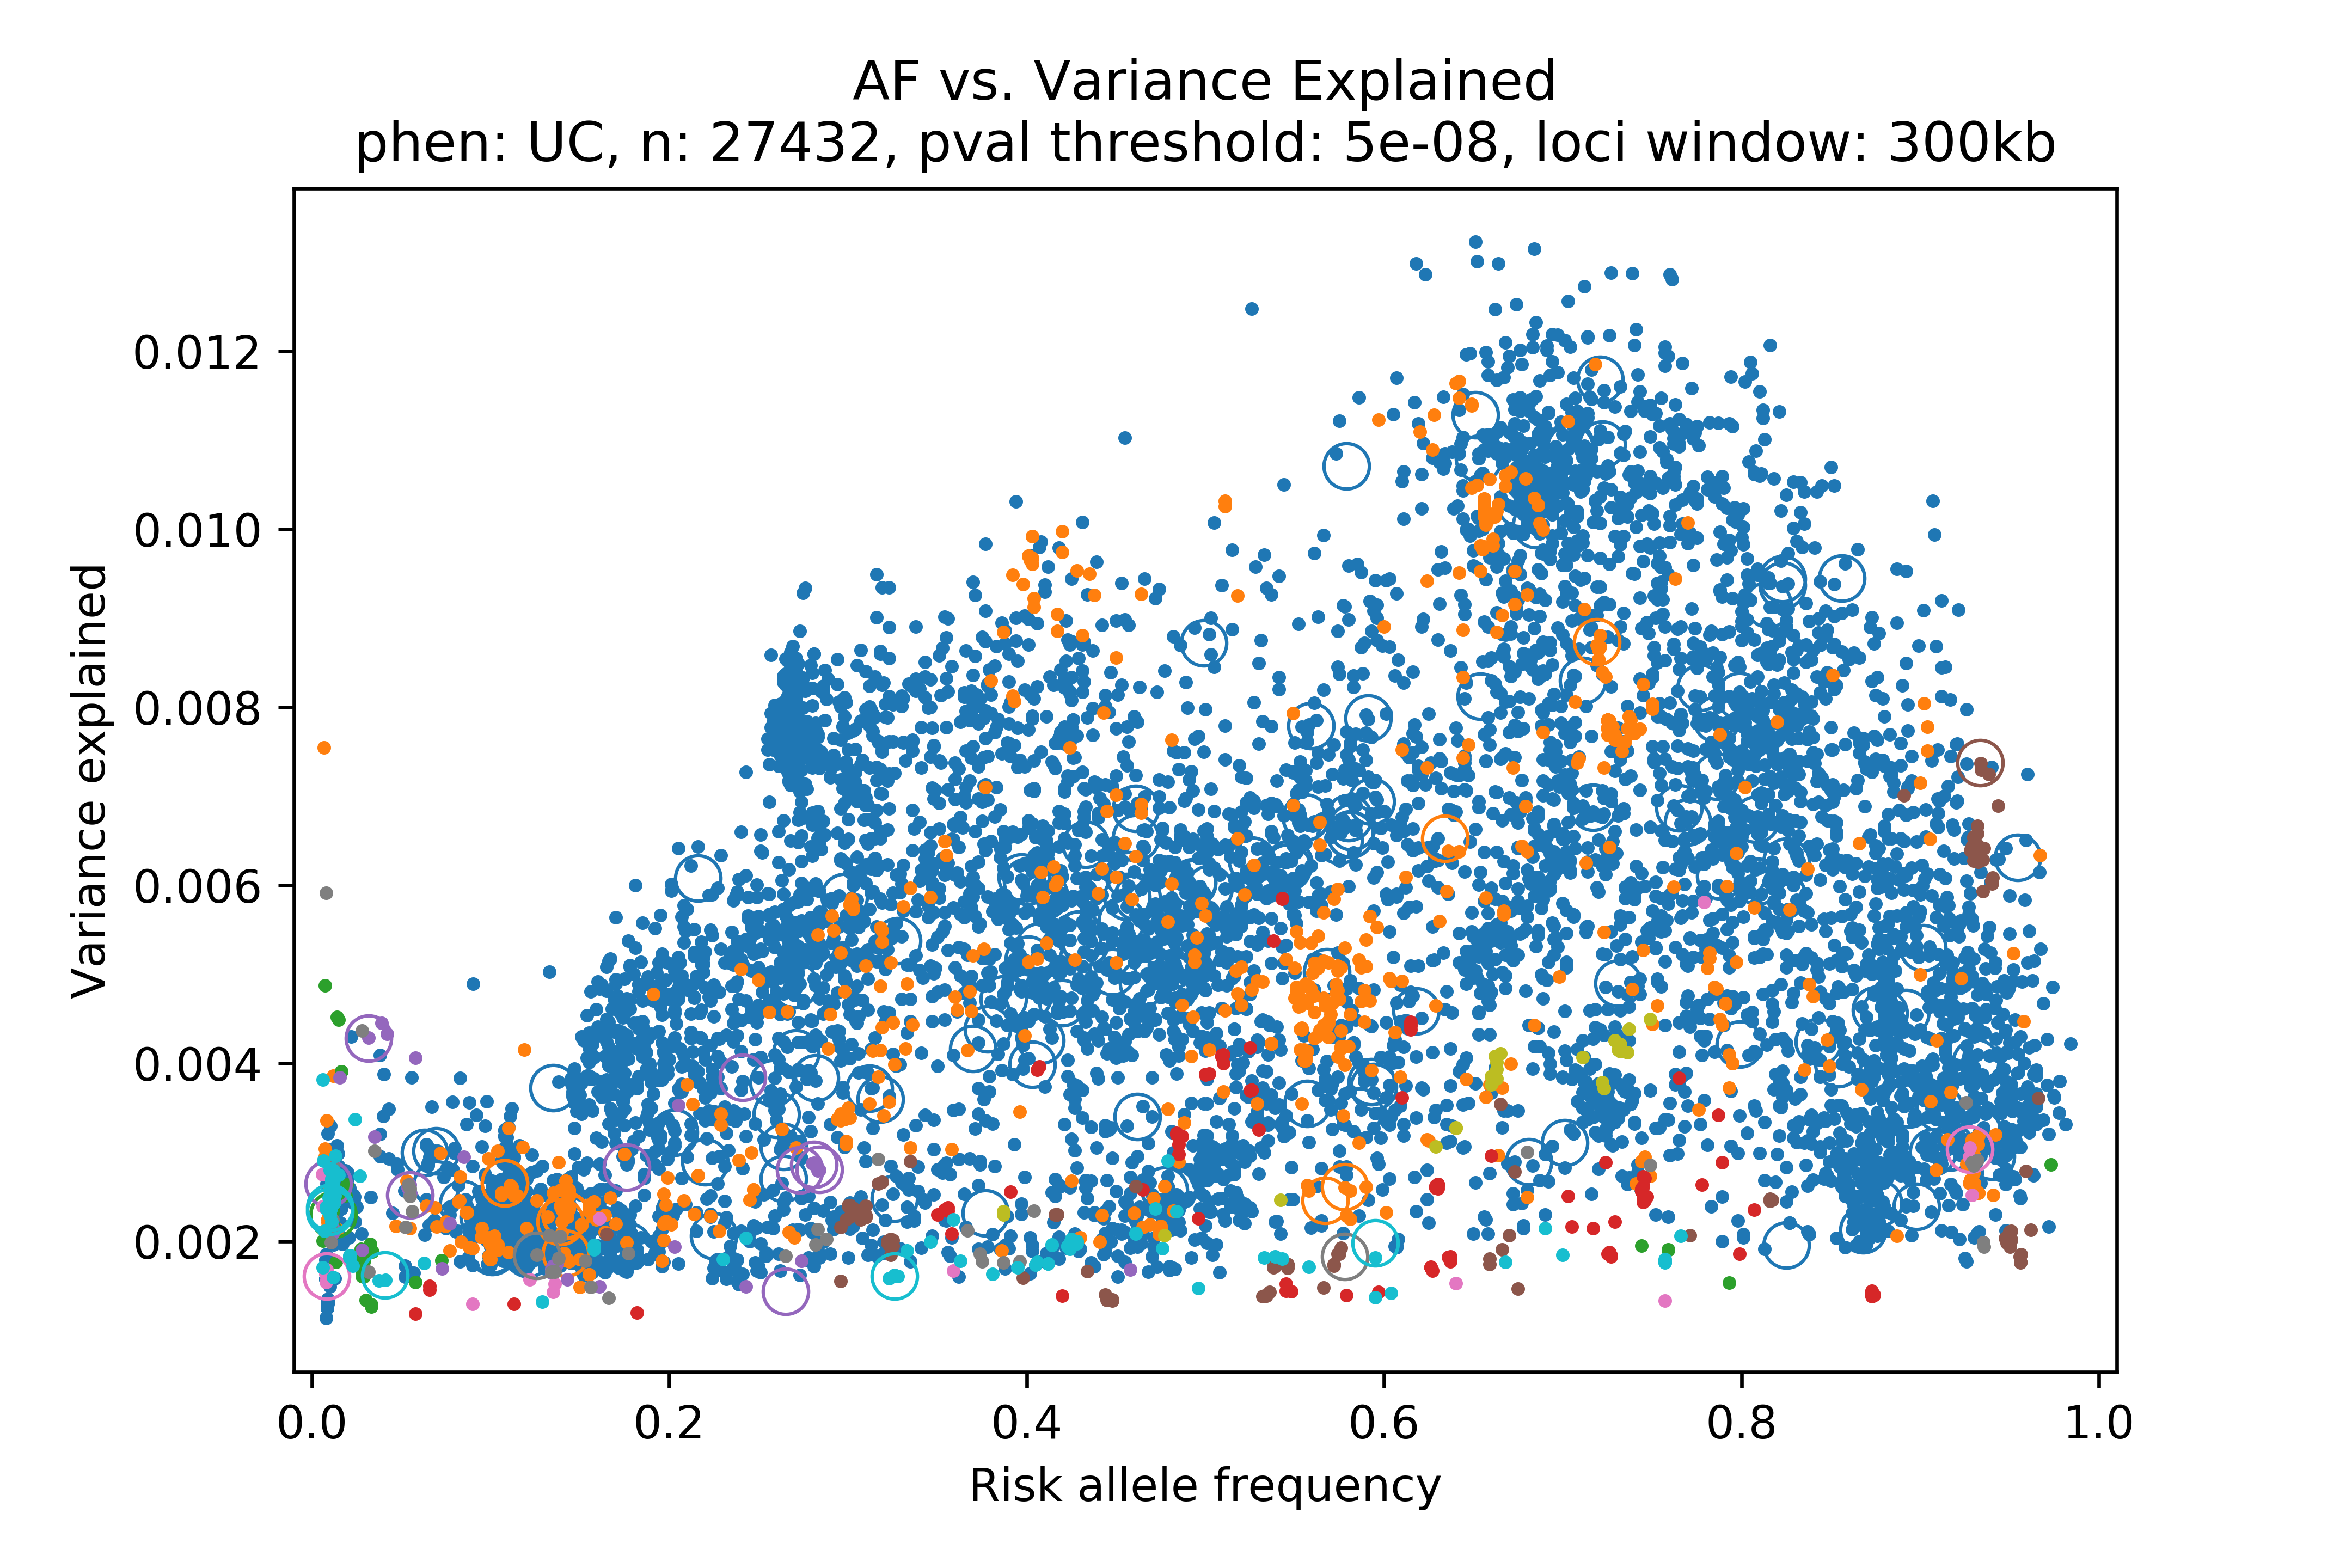 AF vs. Variance Explained
phen: UC, n: 27432, pval threshold: 5e-08, loci window: 300kb
Variance explained
0.012
0.010
0.008
0.006
0.004
0.002
0.0 0.2 0.4 0.6 0.8 1.0
Risk allele frequency